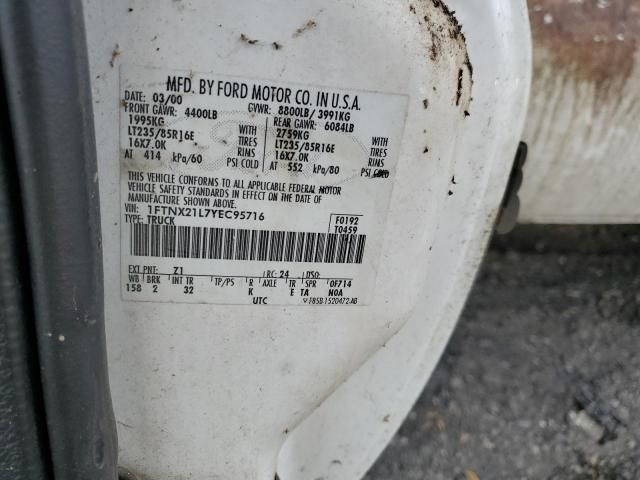 MFD. BY FORD MOTOR CO. IN U.S.A.
DATE: 03/00 GVWR: 8800LB/ 3991KG
FRONT GAWR: 4400LB REAR GAWR: 6084LB
1995KG WITH 2759KG WITH
LT235/85R16E TIRES LT235/85R16E TIRES
16X7.0K RIMS 16X7.0K RIMS
AT 414 kPa/60 PSI COLD AT 552 kPa/80 PSI COLD
THIS VEHICLE CONFORMS TO ALL APPLICABLE FEDERAL MOTOR
VEHICLE SAFETY STANDARDS IN EFFECT ON THE DATE OF
MANUFACTURE SHOWN ABOVE.
VIN: 1FTNX21L7YEC95716 F0192
TYPE: TRUCK T0459
EXT PNT: Z1 RC: 24 DSO:
WB BRK INT TR TP/PS R AXLE TR SPR 0F714
158 2 32 K E TA N0A
UTC F85B-1520472-AB